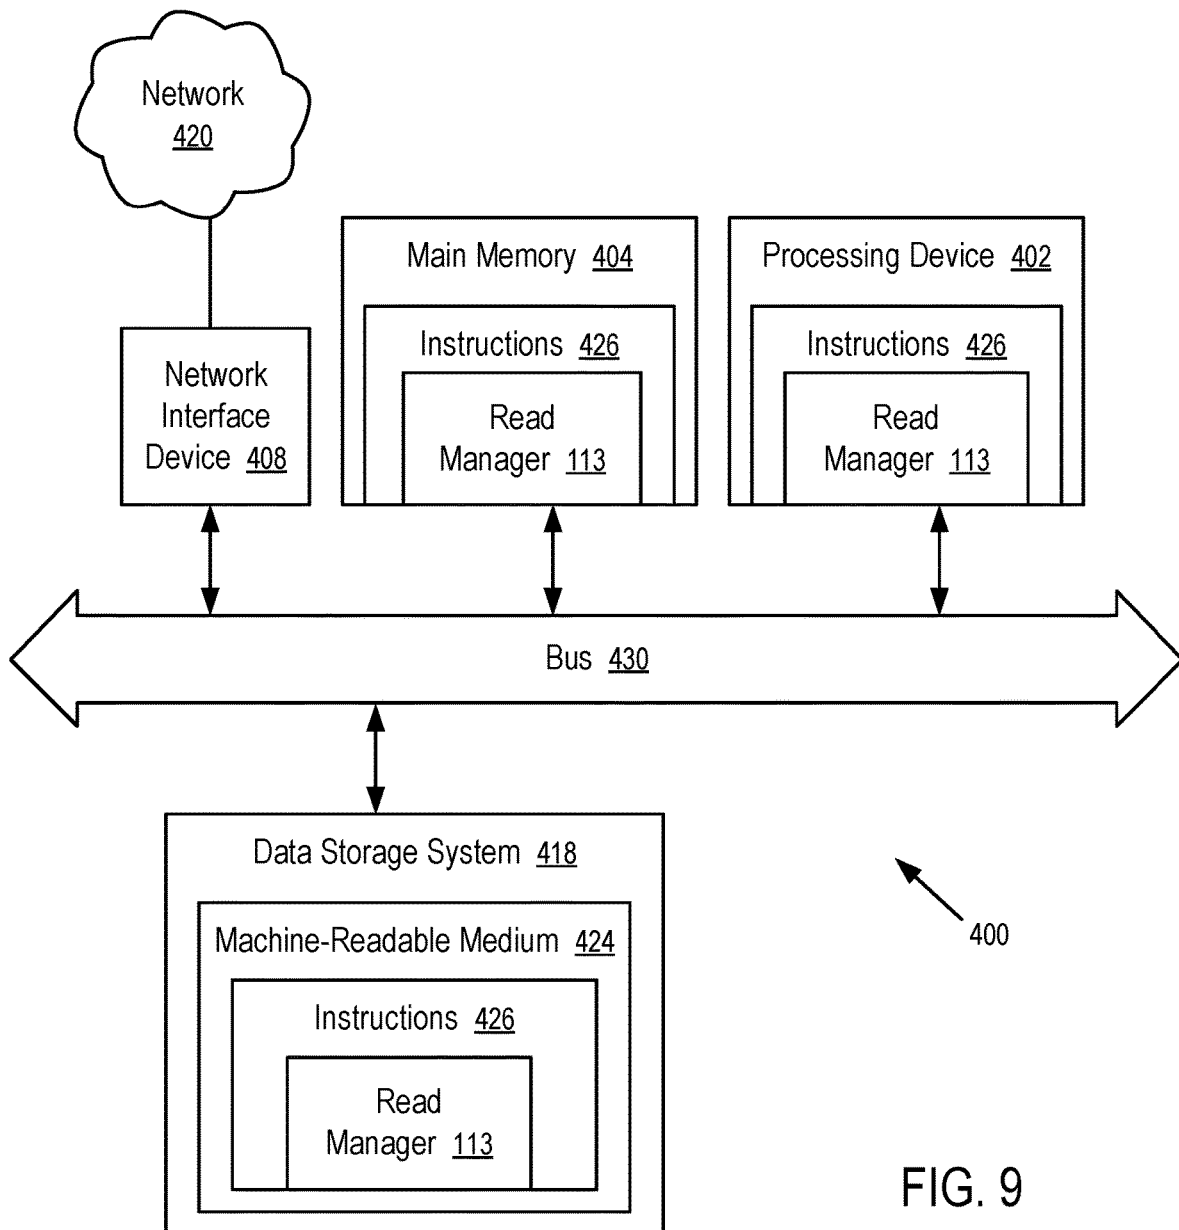 Network
420
Main Memory 404
Processing Device 402
Instructions 426
Instructions 426
Network
Interface
Device 408
Read
Manager 113
Read
Manager 113
Bus 430
Data Storage System 418
Machine-Readable Medium 424
400
Instructions 426
Read
Manager 113
FIG. 9